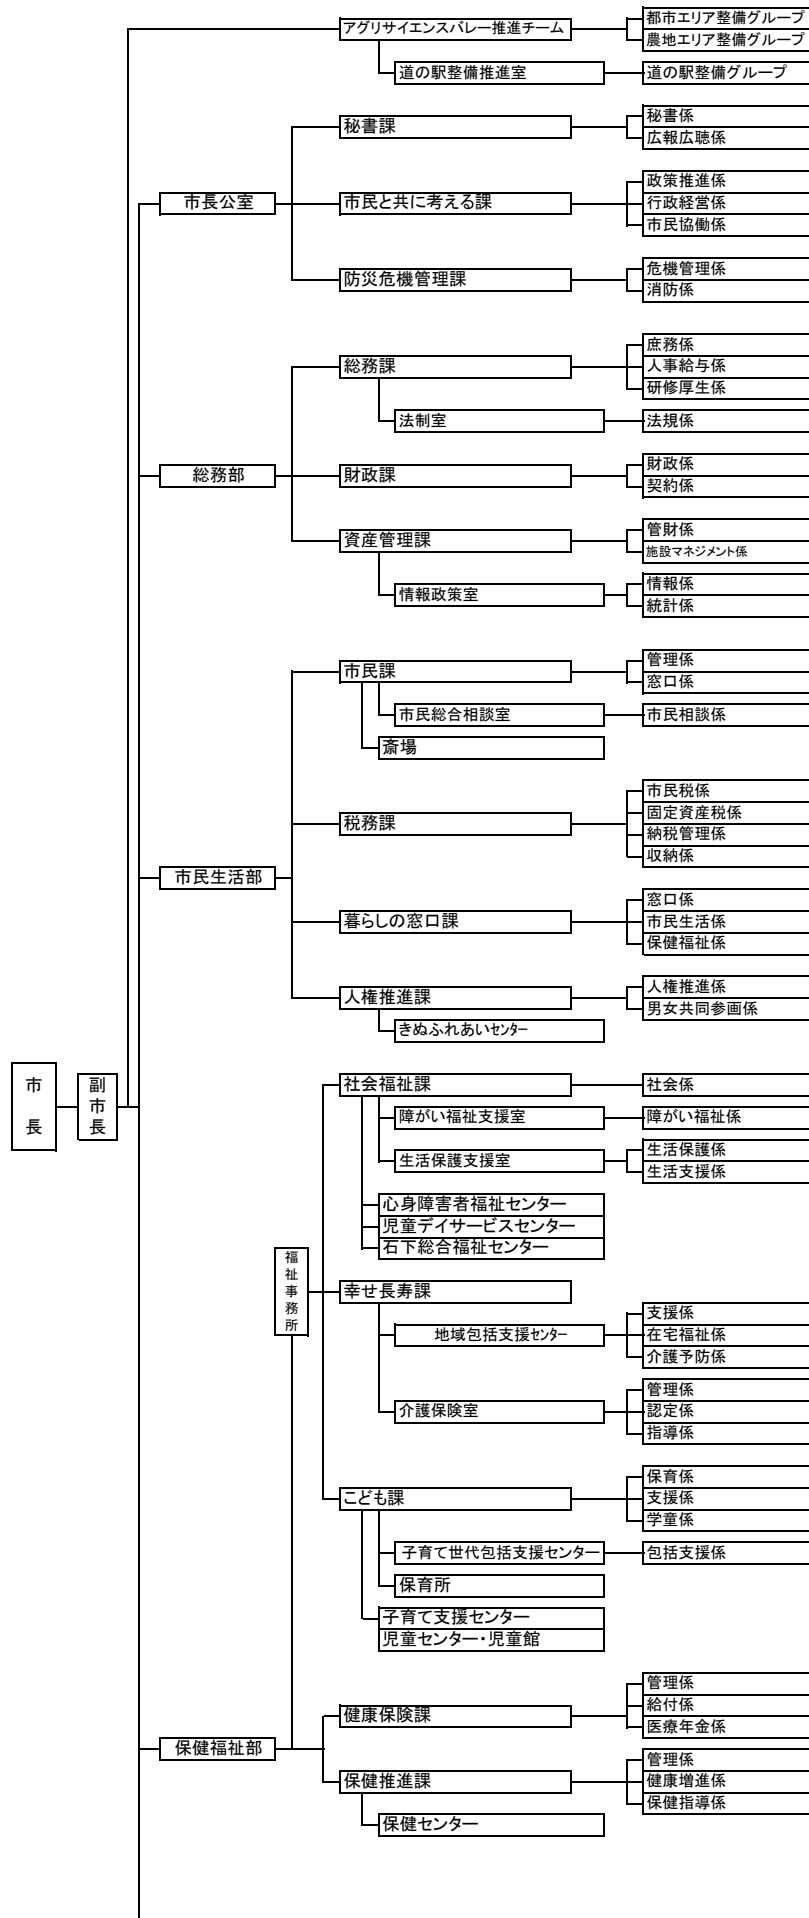 アグリサイエンスバレー推進チーム
都市エリア整備グループ
農地エリア整備グループ
道の駅整備推進室
道の駅整備グループ
秘書課
秘書係
広報広聴係
市長公室
市民と共に考える課
政策推進係
行政経営係
市民協働係
防災危機管理課
危機管理係
消防係
総務課
庶務係
人事給与係
研修厚生係
法制室
法規係
総務部
財政課
財政係
契約係
資産管理課
管財係
施設マネジメント係
情報政策室
情報係
統計係
市民課
管理係
窓口係
市民総合相談室
市民相談係
斎場
税務課
市民税係
固定資産税係
納税管理係
収納係
市民生活部
暮らしの窓口課
窓口係
市民生活係
保健福祉係
人権推進課
人権推進係
男女共同参画係
きぬふれあいセンター
市長
副市長
社会福祉課
社会係
障がい福祉支援室
障がい福祉係
生活保護支援室
生活保護係
生活支援係
心身障害者福祉センター
児童デイサービスセンター
石下総合福祉センター
福祉事務所
幸せ長寿課
地域包括支援センター
支援係
在宅福祉係
介護予防係
介護保険室
管理係
認定係
指導係
こども課
保育係
支援係
学童係
子育て世代包括支援センター
包括支援係
保育所
子育て支援センター
児童センター・児童館
保健福祉部
健康保険課
管理係
給付係
医療年金係
保健推進課
管理係
健康増進係
保健指導係
保健センター